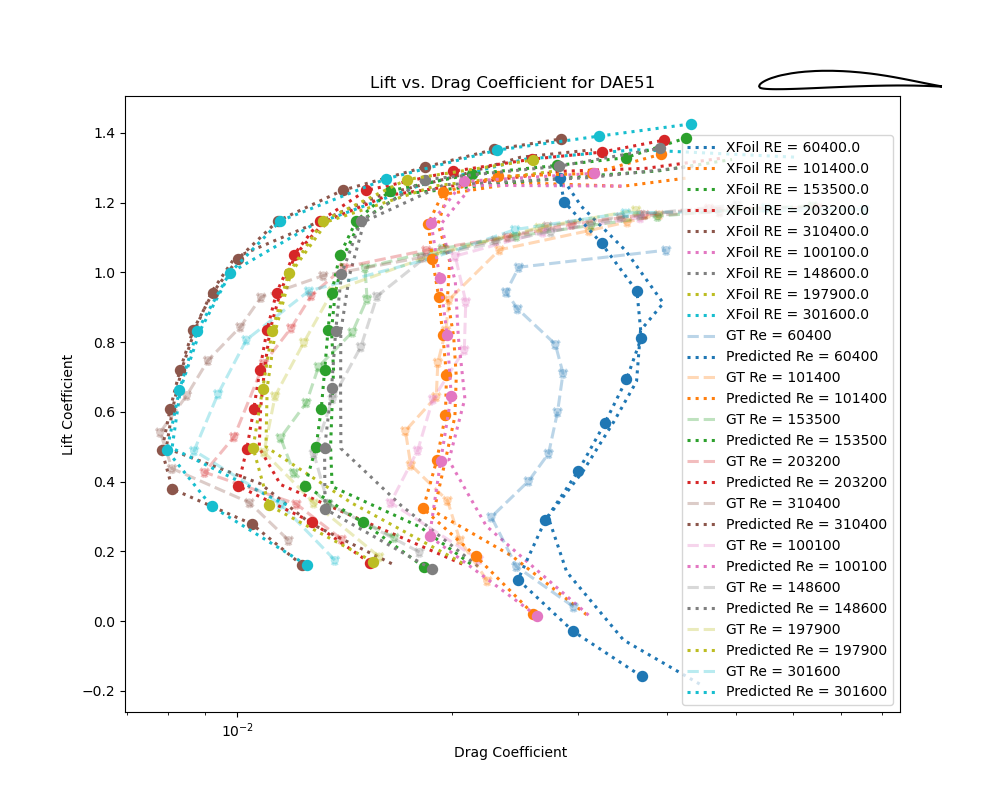 Lift vs. Drag Coefficient for DAE51
1.4
1.2
1.0
0.8
0.6
0.4
0.2
0.0
−0.2
Lift Coefficient
10⁻²
Drag Coefficient
XFoil RE = 60400.0
XFoil RE = 101400.0
XFoil RE = 153500.0
XFoil RE = 203200.0
XFoil RE = 310400.0
XFoil RE = 100100.0
XFoil RE = 148600.0
XFoil RE = 197900.0
XFoil RE = 301600.0
GT Re = 60400
Predicted Re = 60400
GT Re = 101400
Predicted Re = 101400
GT Re = 153500
Predicted Re = 153500
GT Re = 203200
Predicted Re = 203200
GT Re = 310400
Predicted Re = 310400
GT Re = 100100
Predicted Re = 100100
GT Re = 148600
Predicted Re = 148600
GT Re = 197900
Predicted Re = 197900
GT Re = 301600
Predicted Re = 301600